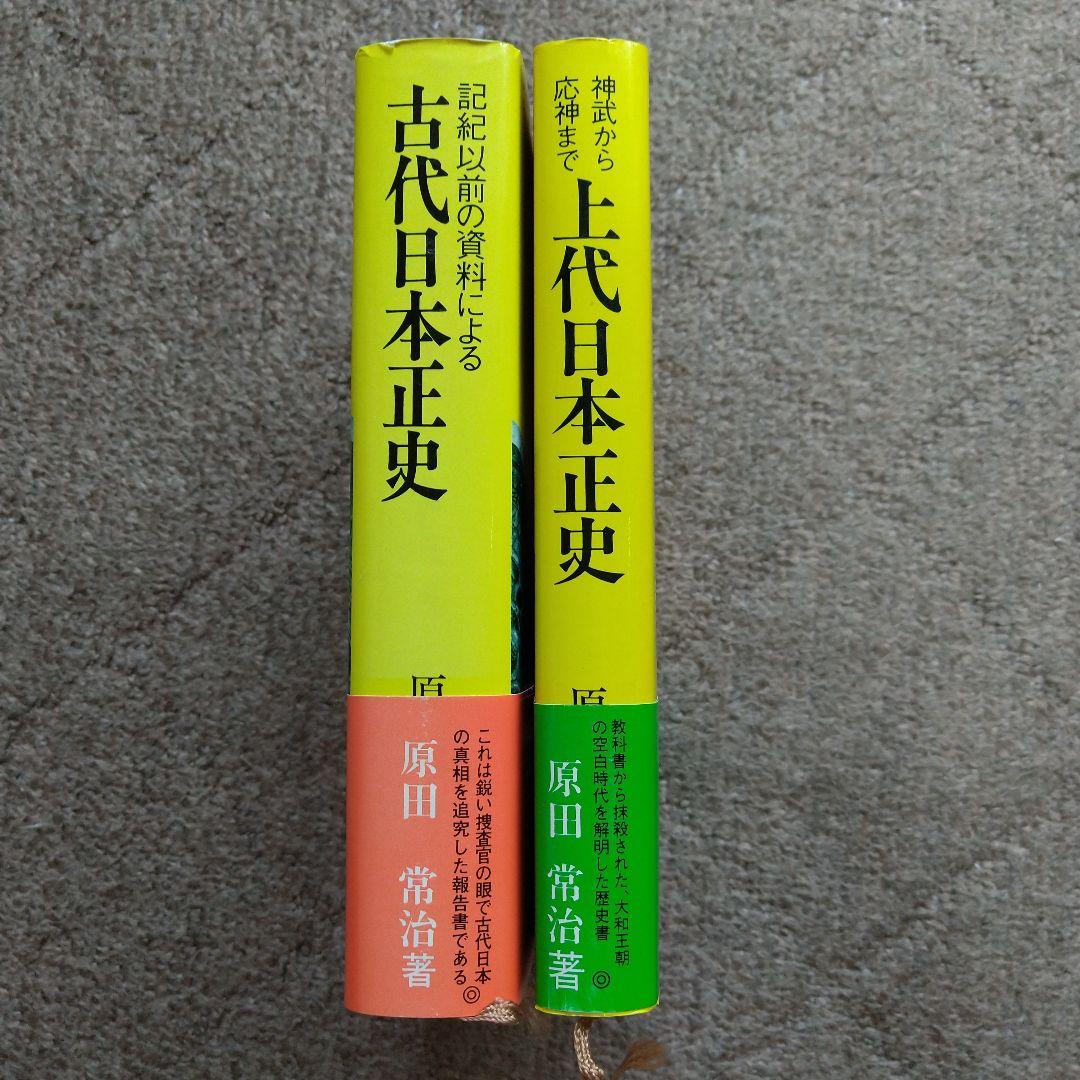 記紀以前の資料による
古代日本正史
原
これは鋭い捜査官の眼で古代日本
の真相を追究した報告書である◎
原田 常治著
神武から
応神まで
上代日本正史
原
教科書から抹殺された、大和王朝
の空白時代を解明した歴史書◎
原田 常治著